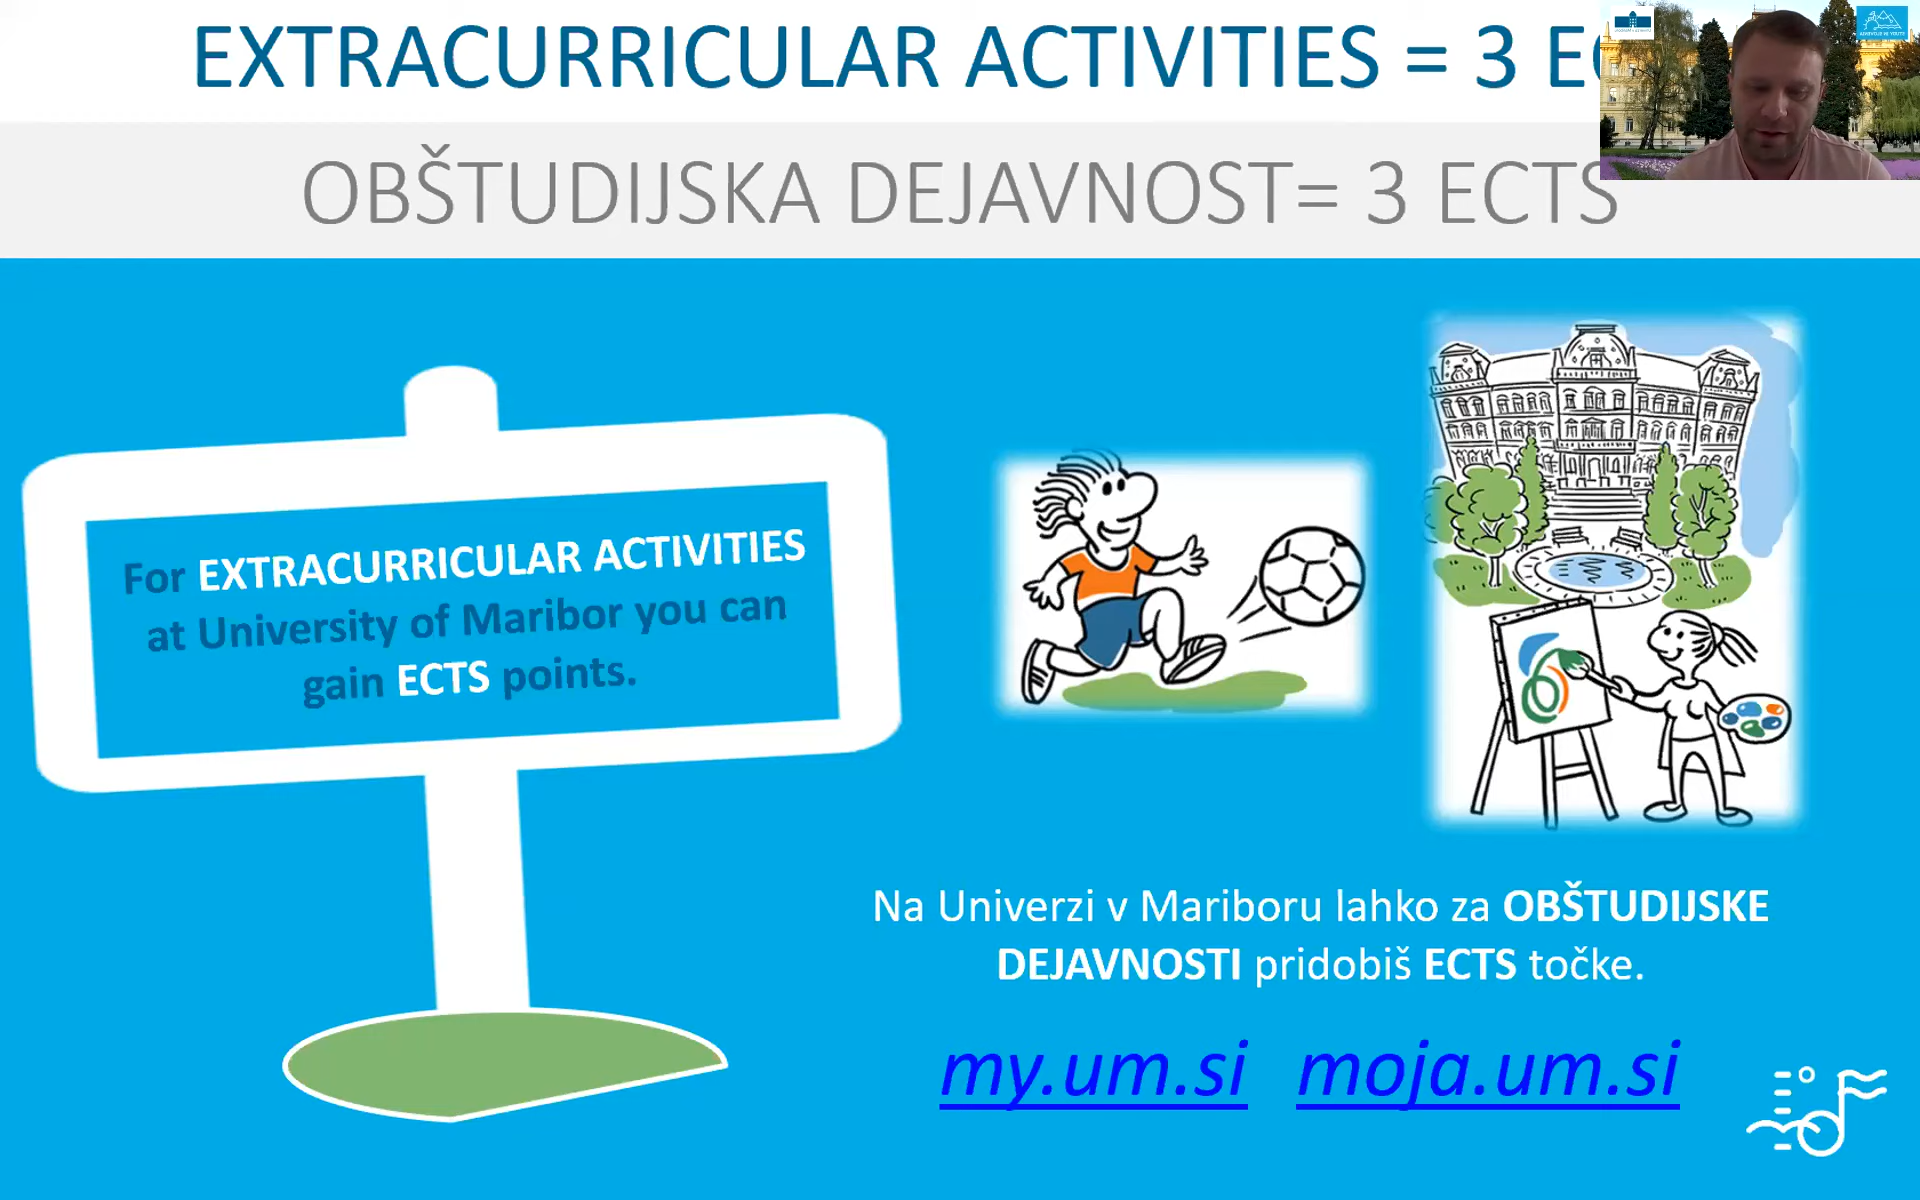 EXTRACURRICULAR ACTIVITIES = 3
OBŠTUDIJSKA DEJAVNOST= 3 ECTS
For EXTRACURRICULAR ACTIVITIES
at University of Maribor you can
gain ECTS points.
Na Univerzi v Mariboru lahko za OBŠTUDIJSKE
DEJAVNOSTI pridobiš ECTS točke.
my.um.si moja.um.si